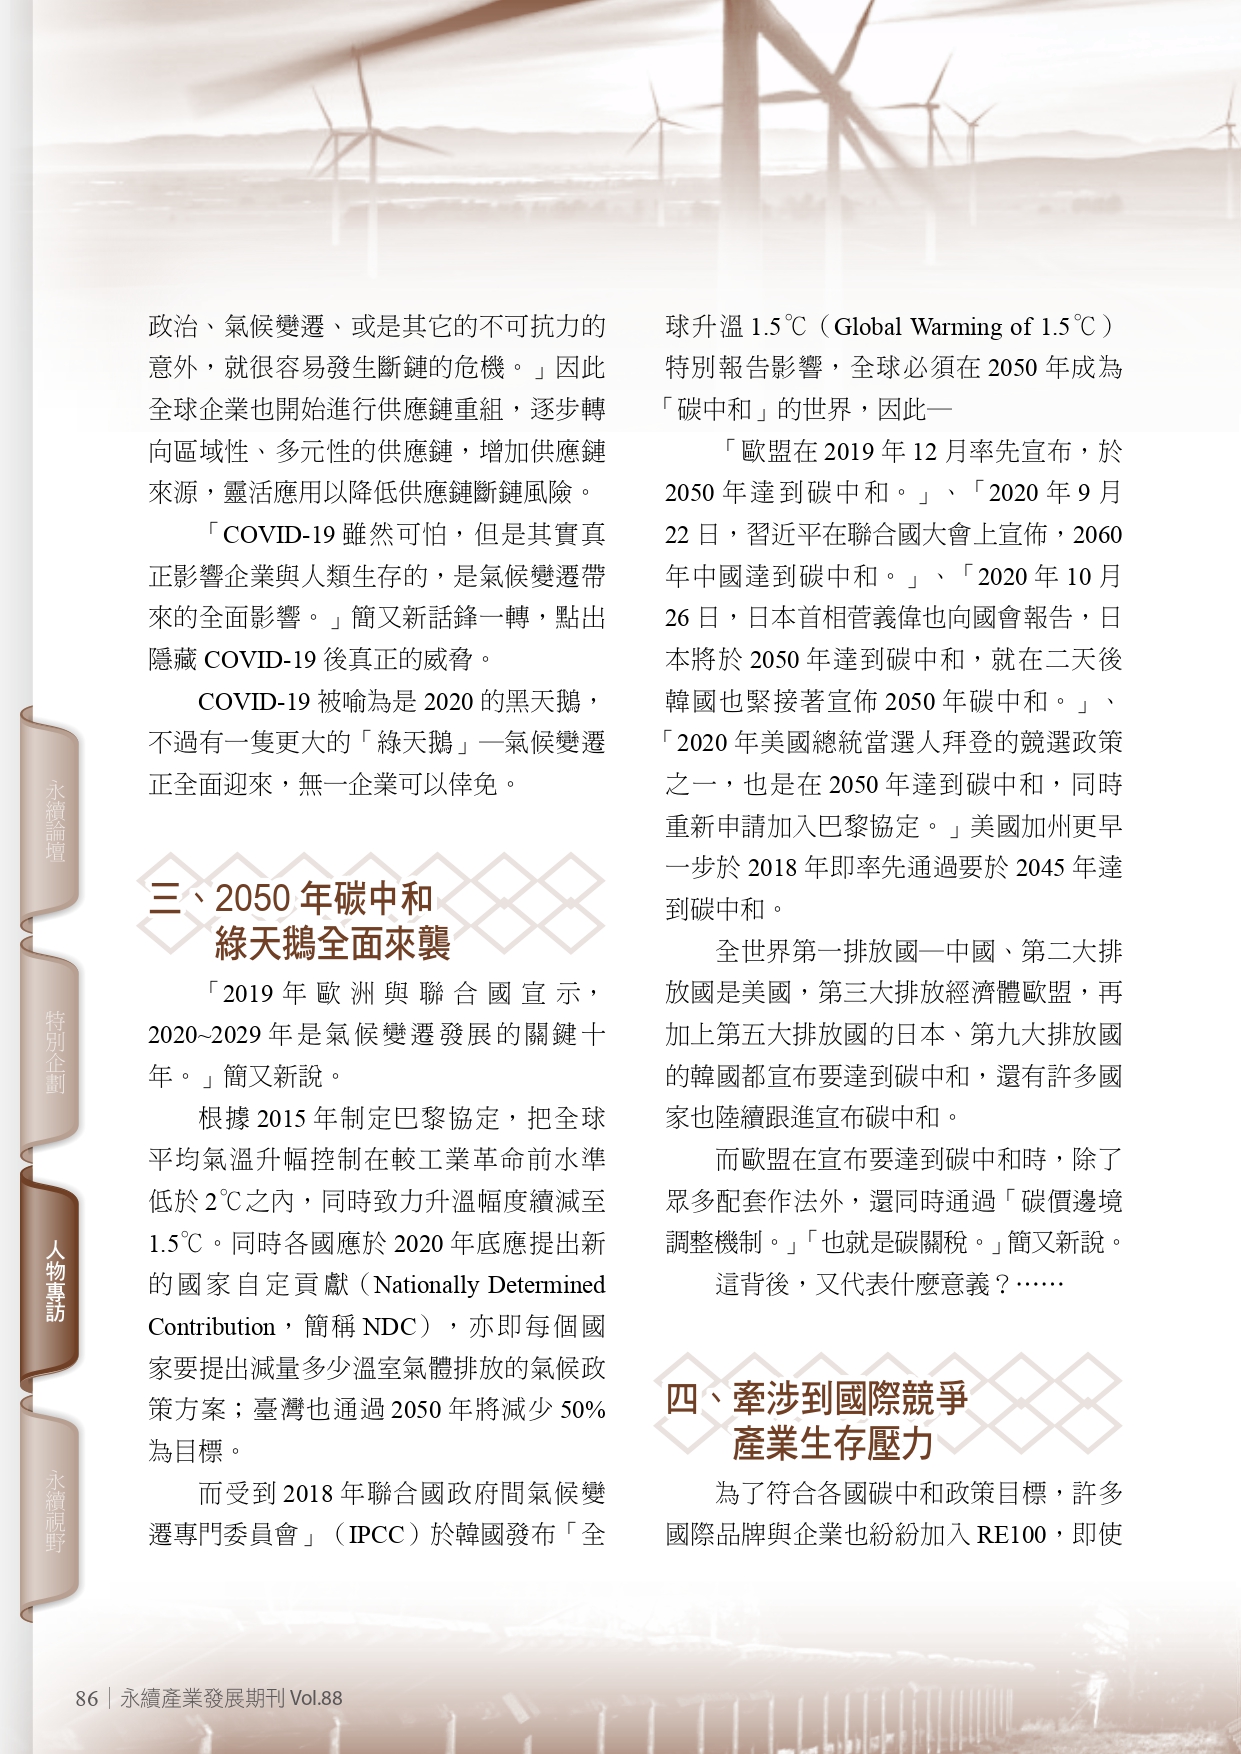 政治、氣候變遷、或是其它的不可抗力的
意外，就很容易發生斷鏈的危機。」因此
全球企業也開始進行供應鏈重組，逐步轉
向區域性、多元性的供應鏈，增加供應鏈
來源，靈活應用以降低供應鏈斷鏈風險。
「COVID-19 雖然可怕，但是其實真
正影響企業與人類生存的，是氣候變遷帶
來的全面影響。」簡又新話鋒一轉，點出
隱藏 COVID-19 後真正的威脅。
COVID-19 被喻為是 2020 的黑天鵝，
不過有一隻更大的「綠天鵝」—氣候變遷
正全面迎來，無一企業可以倖免。
三、2050 年碳中和
綠天鵝全面來襲
「2019 年歐洲與聯合國宣示，
2020~2029 年是氣候變遷發展的關鍵十
年。」簡又新說。
根據 2015 年制定巴黎協定，把全球
平均氣溫升幅控制在較工業革命前水準
低於 2℃之內，同時致力升溫幅度續減至
1.5℃。同時各國應於 2020 年底應提出新
的國家自定貢獻（Nationally Determined
Contribution，簡稱 NDC），亦即每個國
家要提出減量多少溫室氣體排放的氣候政
策方案；臺灣也通過 2050 年將減少 50%
為目標。
而受到 2018 年聯合國政府間氣候變
遷專門委員會」（IPCC）於韓國發布「全
球升溫 1.5℃（Global Warming of 1.5℃）
特別報告影響，全球必須在 2050 年成為
「碳中和」的世界，因此—
「歐盟在 2019 年 12 月率先宣布，於
2050 年達到碳中和。」、「2020 年 9 月
22 日，習近平在聯合國大會上宣佈，2060
年中國達到碳中和。」、「2020 年 10 月
26 日，日本首相菅義偉也向國會報告，日
本將於 2050 年達到碳中和，就在二天後
韓國也緊接著宣佈 2050 年碳中和。」、
「2020 年美國總統當選人拜登的競選政策
之一，也是在 2050 年達到碳中和，同時
重新申請加入巴黎協定。」美國加州更早
一步於 2018 年即率先通過要於 2045 年達
到碳中和。
全世界第一排放國—中國、第二大排
放國是美國，第三大排放經濟體歐盟，再
加上第五大排放國的日本、第九大排放國
的韓國都宣布要達到碳中和，還有許多國
家也陸續跟進宣布碳中和。
而歐盟在宣布要達到碳中和時，除了
眾多配套作法外，還同時通過「碳價邊境
調整機制。」「也就是碳關稅。」簡又新說。
這背後，又代表什麼意義？……
四、牽涉到國際競爭
產業生存壓力
為了符合各國碳中和政策目標，許多
國際品牌與企業也紛紛加入 RE100，即使
永續論壇
特別企劃
人物專訪
永續視野
86 | 永續產業發展期刊 Vol.88